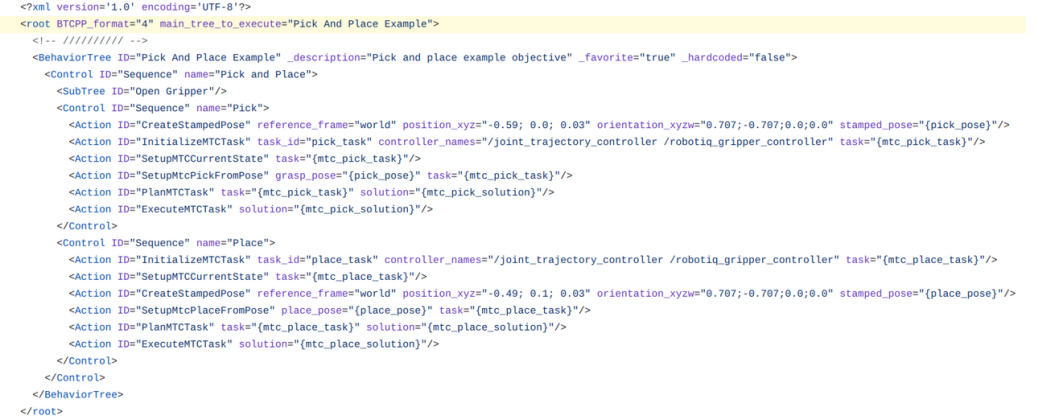 <?xml version='1.0' encoding='UTF-8'?>
<root BTCPP_format="4" main_tree_to_execute="Pick And Place Example">
<!-- ////////// -->
<BehaviorTree ID="Pick And Place Example" _description="Pick and place example objective" _favorite="true" _hardcoded="false">
<Control ID="Sequence" name="Pick and Place">
<SubTree ID="Open Gripper"/>
<Control ID="Sequence" name="Pick">
<Action ID="CreateStampedPose" reference_frame="world" position_xyz="-0.59; 0.0; 0.03" orientation_xyzw="0.707;-0.707;0.0;0.0" stamped_pose="{pick_pose}"/>
<Action ID="InitializeMTCTask" task_id="pick_task" controller_names="/joint_trajectory_controller /robotiq_gripper_controller" task="{mtc_pick_task}"/>
<Action ID="SetupMTCCurrentState" task="{mtc_pick_task}"/>
<Action ID="SetupMtcPickFromPose" grasp_pose="{pick_pose}" task="{mtc_pick_task}"/>
<Action ID="PlanMTCTask" task="{mtc_pick_task}" solution="{mtc_pick_solution}"/>
<Action ID="ExecuteMTCTask" solution="{mtc_pick_solution}"/>
</Control>
<Control ID="Sequence" name="Place">
<Action ID="InitializeMTCTask" task_id="place_task" controller_names="/joint_trajectory_controller /robotiq_gripper_controller" task="{mtc_place_task}"/>
<Action ID="SetupMTCCurrentState" task="{mtc_place_task}"/>
<Action ID="CreateStampedPose" reference_frame="world" position_xyz="-0.49; 0.1; 0.03" orientation_xyzw="0.707;-0.707;0.0;0.0" stamped_pose="{place_pose}"/>
<Action ID="SetupMtcPlaceFromPose" place_pose="{place_pose}" task="{mtc_place_task}"/>
<Action ID="PlanMTCTask" task="{mtc_place_task}" solution="{mtc_place_solution}"/>
<Action ID="ExecuteMTCTask" solution="{mtc_place_solution}"/>
</Control>
</Control>
</BehaviorTree>
</root>